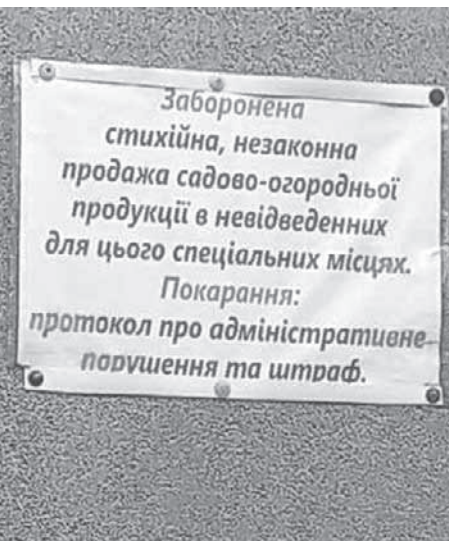 Заборонена
стихійна, незаконна
продажа садово-огородньої
продукції в невідведенних
для цього спеціальних місцях.
Покарання:
протокол про адміністративне
порушення та штраф.